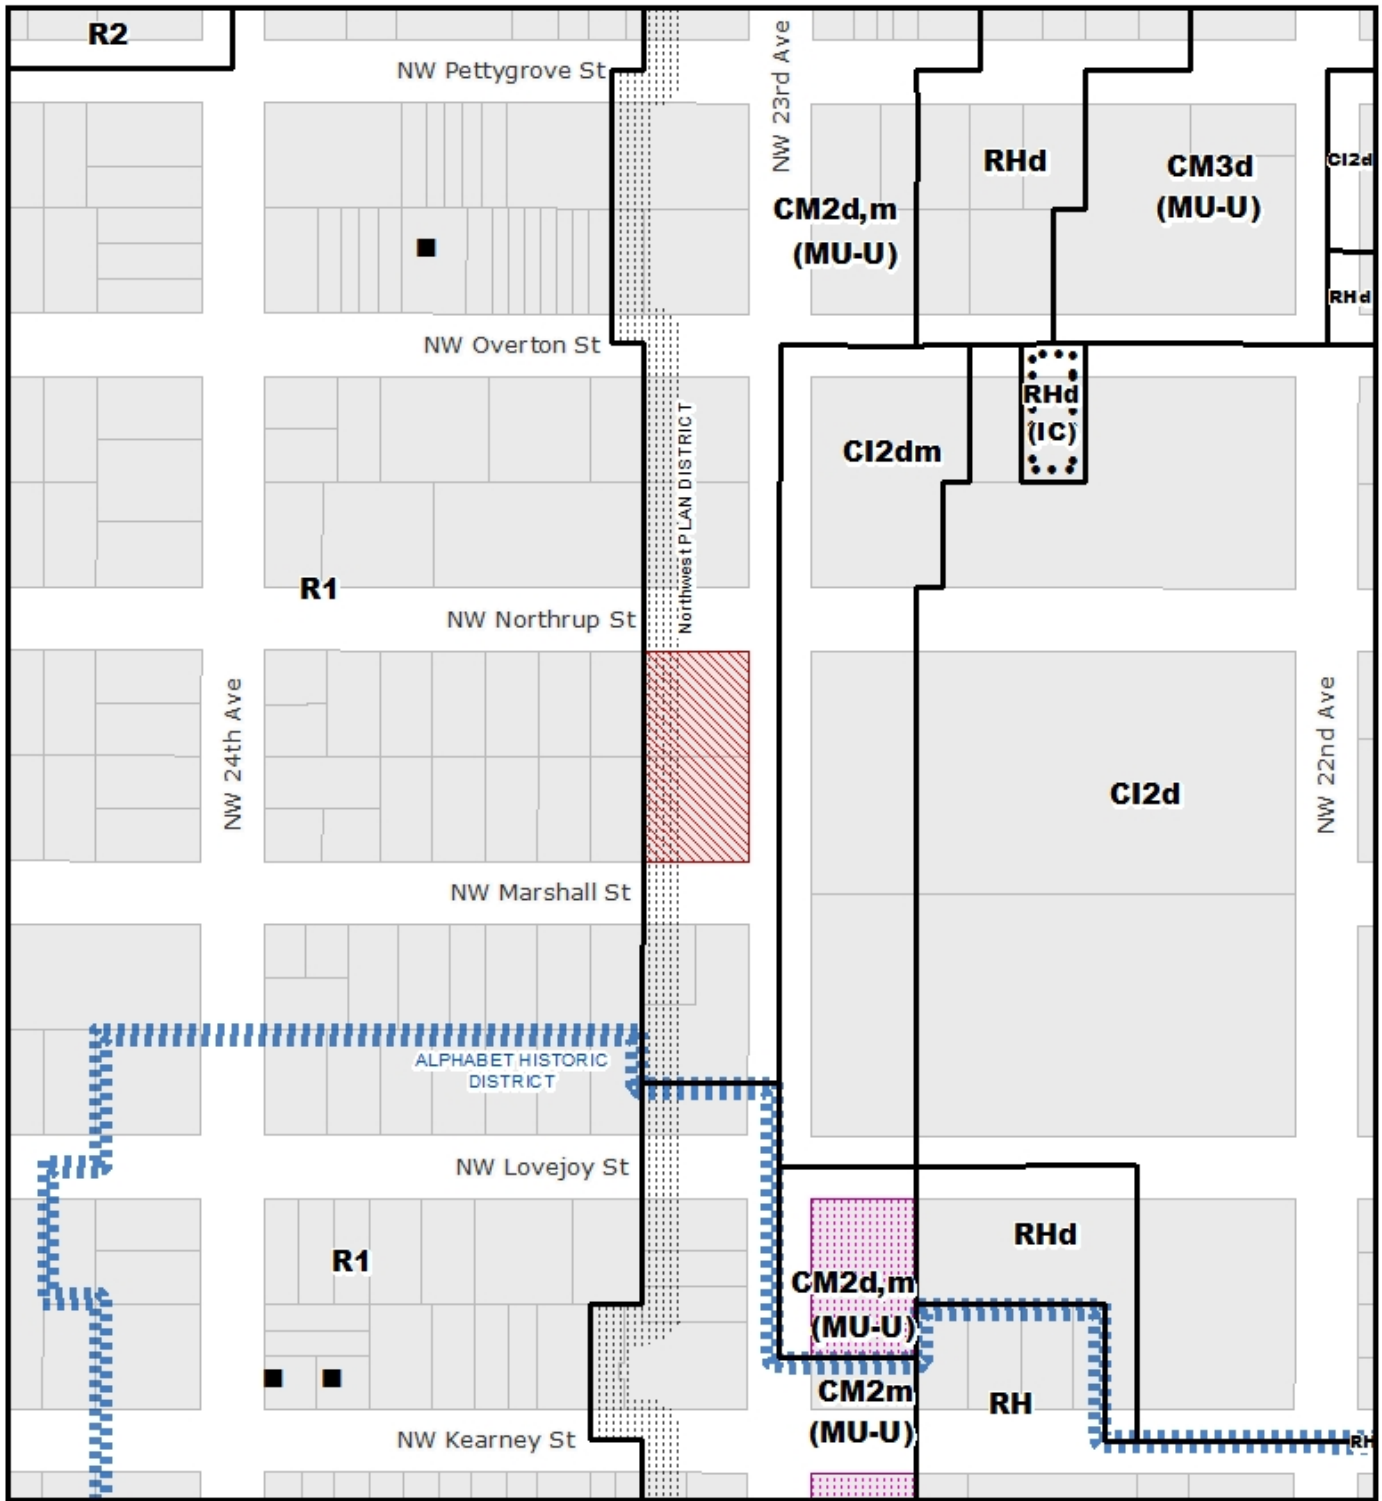 R2
NW Pettygrove St
NW 23rd Ave
RHd
CM3d
(MU-U)
CI2d
CM2d,m
(MU-U)
RHd
NW Overton St
RHd
(IC)
CI2dm
Northwest PLAN DISTRICT
R1
NW Northrup St
NW 24th Ave
NW 22nd Ave
CI2d
NW Marshall St
ALPHABET HISTORIC
DISTRICT
NW Lovejoy St
R1
RHd
CM2d,m
(MU-U)
CM2m
(MU-U)
RH
NW Kearney St
RH